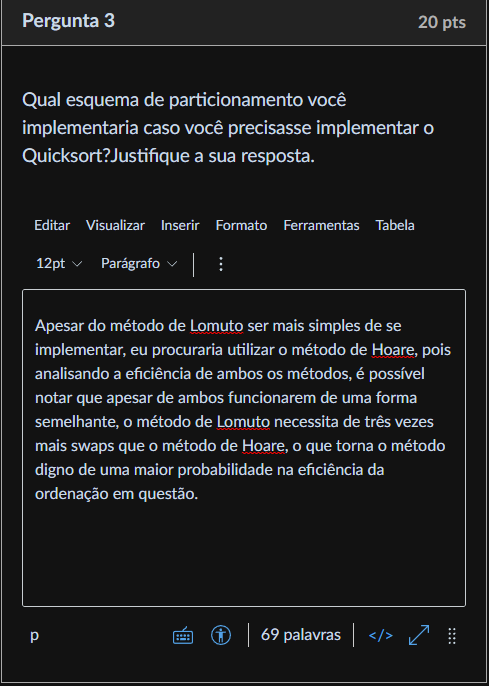 Pergunta 3
20 pts
Qual esquema de particionamento você
implementaria caso você precisasse implementar o
Quicksort?Justifique a sua resposta.
Editar Visualizar Inserir Formato Ferramentas Tabela
12pt Parágrafo
Apesar do método de Lomuto ser mais simples de se
implementar, eu procuraria utilizar o método de Hoare, pois
analisando a eficiência de ambos os métodos, é possível
notar que apesar de ambos funcionarem de uma forma
semelhante, o método de Lomuto necessita de três vezes
mais swaps que o método de Hoare, o que torna o método
digno de uma maior probabilidade na eficiência da
ordenação em questão.
p
69 palavras
</>